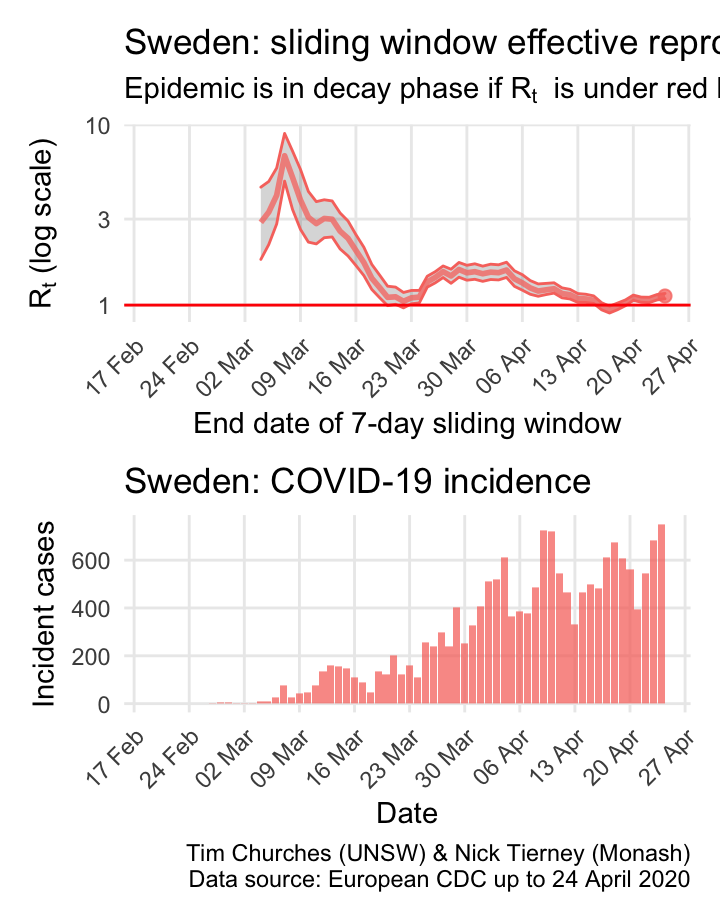 Sweden: sliding window effective repro
Epidemic is in decay phase if Rt is under red l
10
3
1
Rt (log scale)
17 Feb
24 Feb
02 Mar
09 Mar
16 Mar
23 Mar
30 Mar
06 Apr
13 Apr
20 Apr
27 Apr
End date of 7-day sliding window
Sweden: COVID-19 incidence
600
400
200
0
Incident cases
17 Feb
24 Feb
02 Mar
09 Mar
16 Mar
23 Mar
30 Mar
06 Apr
13 Apr
20 Apr
27 Apr
Date
Tim Churches (UNSW) & Nick Tierney (Monash)
Data source: European CDC up to 24 April 2020